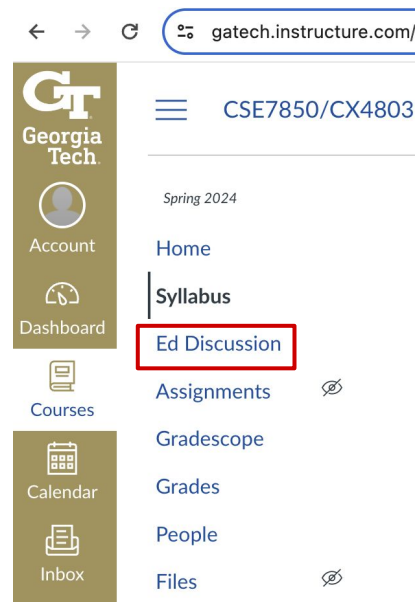 gatech.instructure.com/
GT
Georgia
Tech.
CSE7850/CX4803
Spring 2024
Account
Home
Syllabus
Dashboard
Ed Discussion
Assignments
Courses
Gradescope
Calendar
Grades
People
Inbox
Files